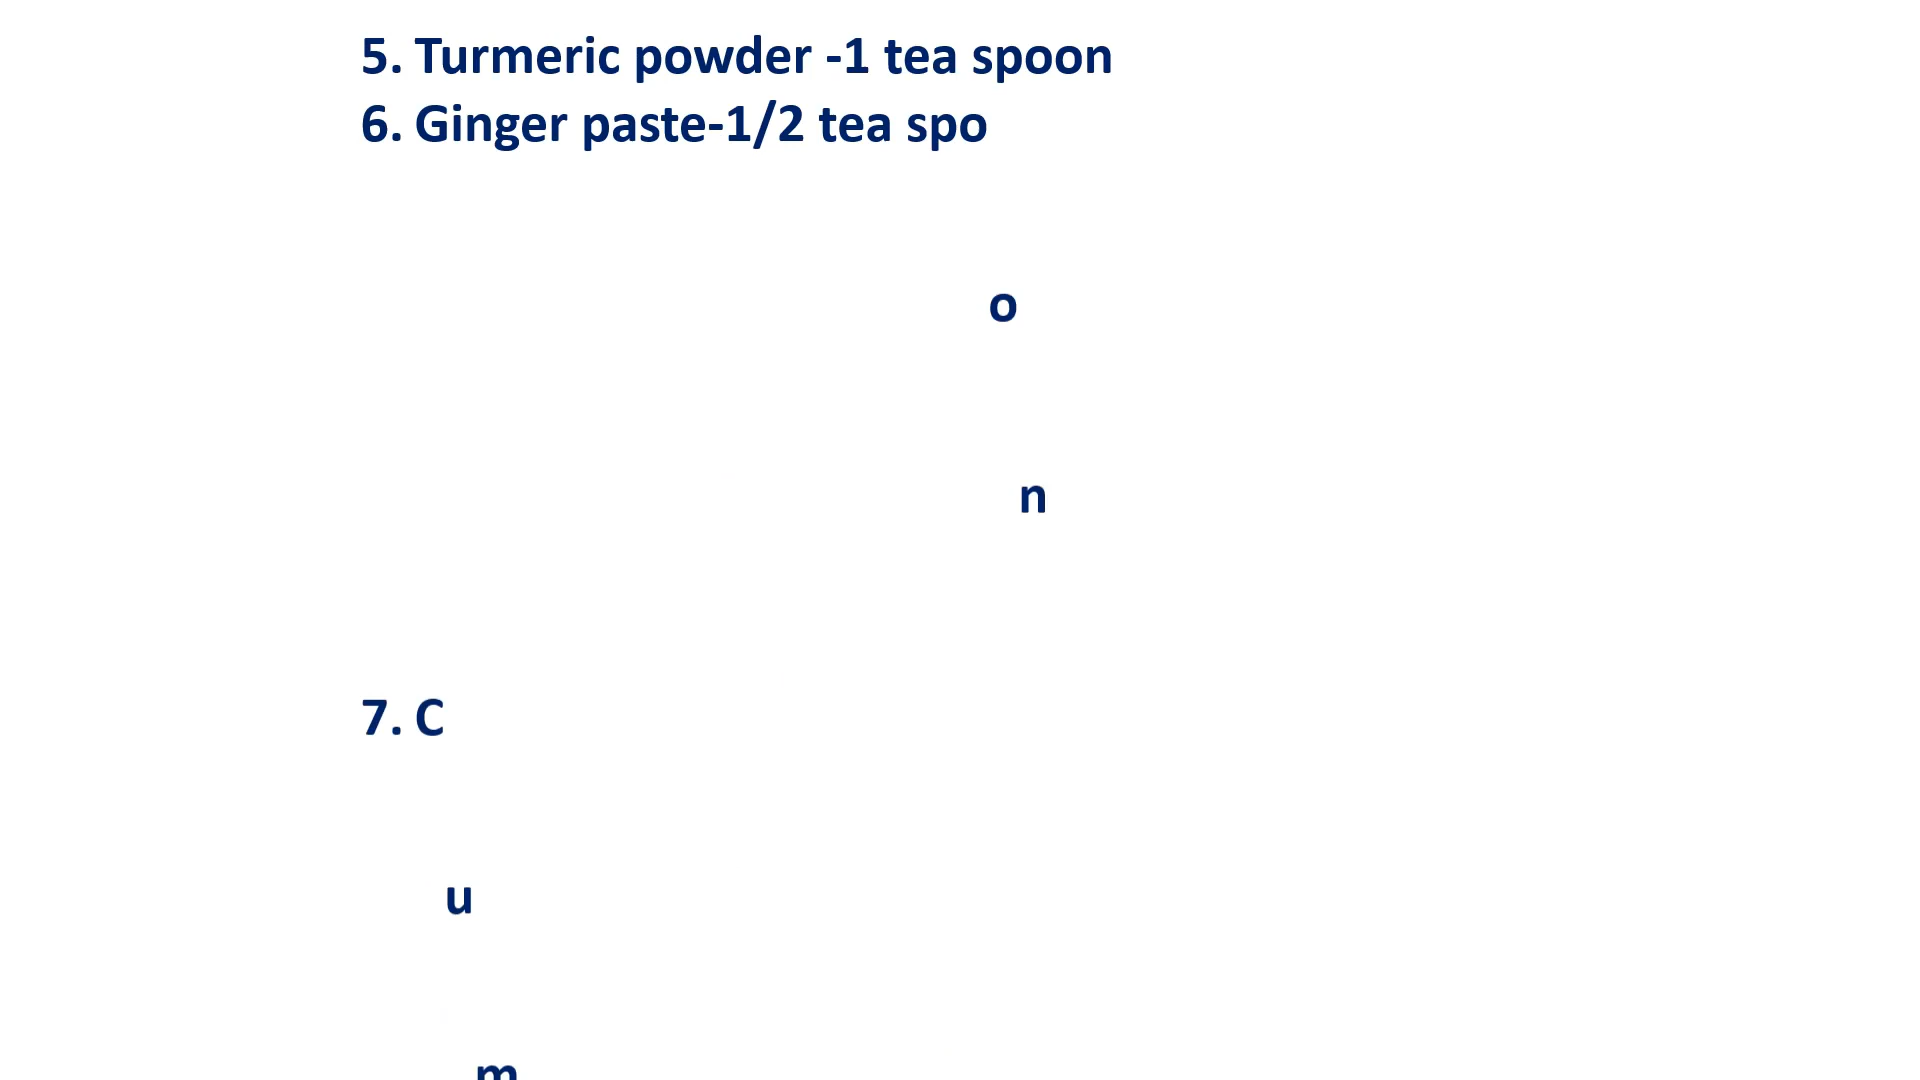 5. Turmeric powder -1 tea spoon
6. Ginger paste-1/2 tea spo
o
n
7. C
u
m